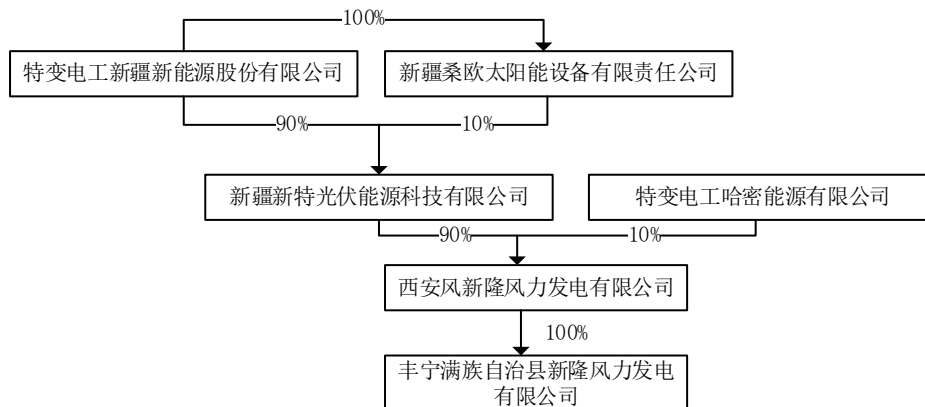 100%
特变电工新疆新能源股份有限公司
新疆桑欧太阳能设备有限责任公司
90%
10%
新疆新特光伏能源科技有限公司
特变电工哈密能源有限公司
90%
10%
西安风新隆风力发电有限公司
100%
丰宁满族自治县新隆风力发电
有限公司